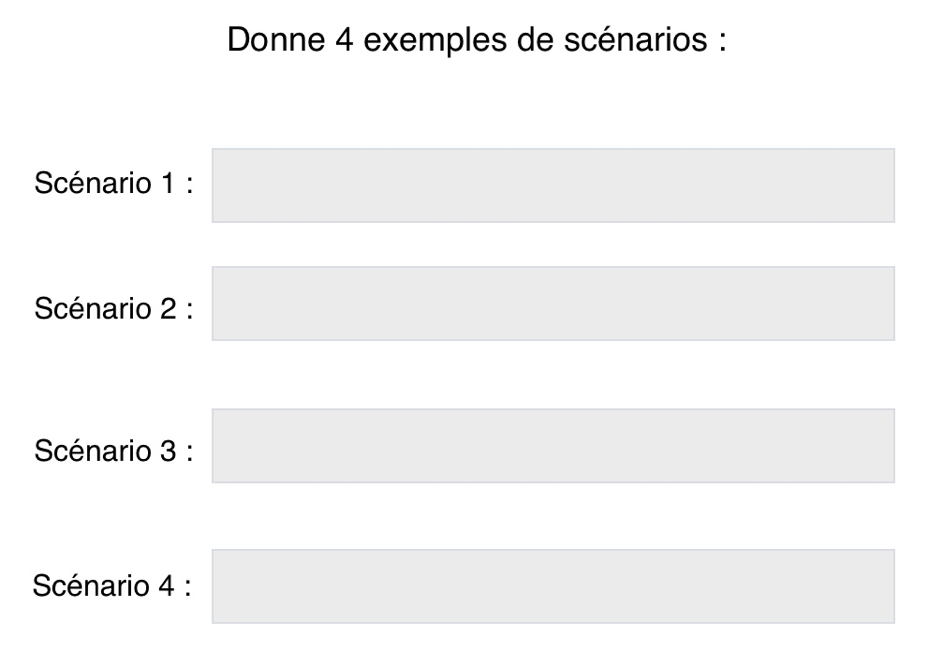 Donne 4 exemples de scénarios :
Scénario 1 :
Scénario 2 :
Scénario 3 :
Scénario 4 :